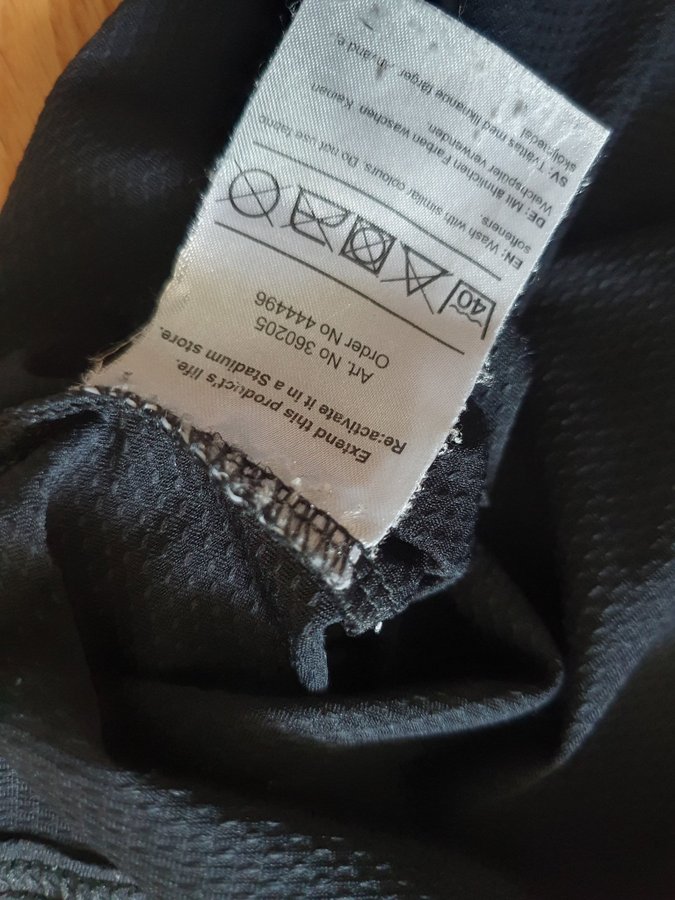 Extend this product's life.
Re:activate it in a Stadium store.
Art. No 360205
Order No 444496
40
EN: Wash with similar colours. Do not use fabric
softeners
DE: Mit ähnlichen Farben waschen. Keinen
Weichspüler verwenden.
SV: Tvättas med liknande färger. Använd ej
sköljmedel